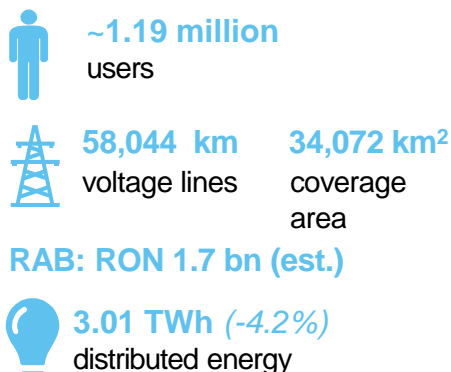 ~1.19 million
users
58,044 km 34,072 km²
voltage lines coverage
area
RAB: RON 1.7 bn (est.)
3.01 TWh (-4.2%)
distributed energy